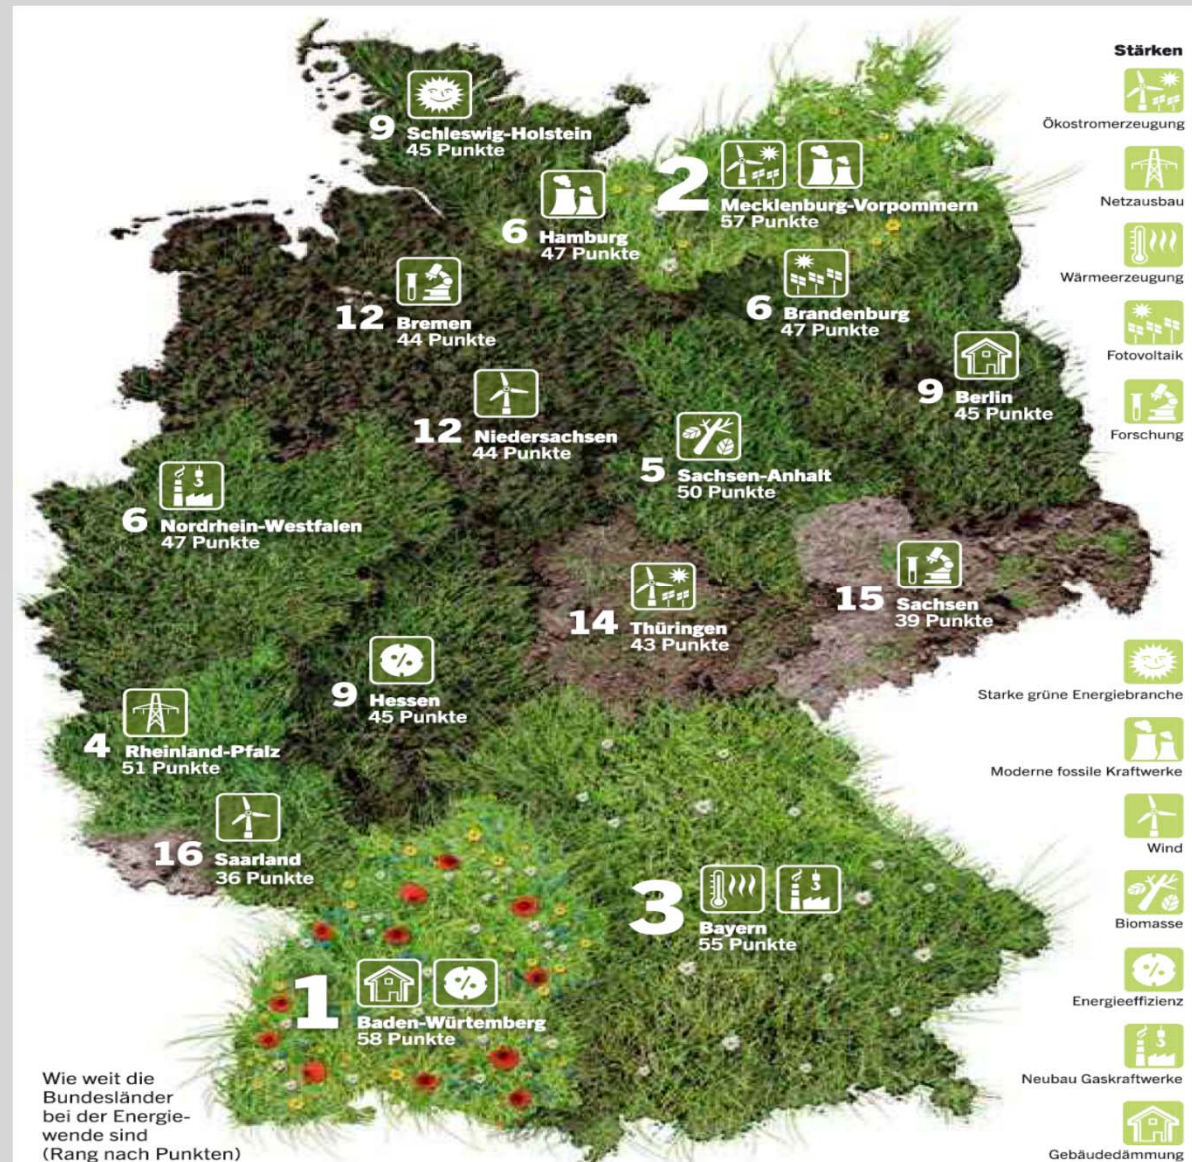 Stärken
Ökostromerzeugung
Netzausbau
Wärmeerzeugung
Fotovoltaik
Forschung
9 Schleswig-Holstein
45 Punkte
2
Mecklenburg-Vorpommern
57 Punkte
6 Hamburg
47 Punkte
12 Bremen
44 Punkte
6 Brandenburg
47 Punkte
9 Berlin
45 Punkte
12 Niedersachsen
44 Punkte
5 Sachsen-Anhalt
50 Punkte
6 Nordrhein-Westfalen
47 Punkte
15 Sachsen
39 Punkte
14 Thüringen
43 Punkte
9 Hessen
45 Punkte
4 Rheinland-Pfalz
51 Punkte
16 Saarland
36 Punkte
3
Bayern
55 Punkte
1
Baden-Würtemberg
58 Punkte
Starke grüne Energiebranche
Moderne fossile Kraftwerke
Wind
Biomasse
Energieeffizienz
Neubau Gaskraftwerke
Gebäudedämmung
Wie weit die
Bundesländer
bei der Energie-
wende sind
(Rang nach Punkten)